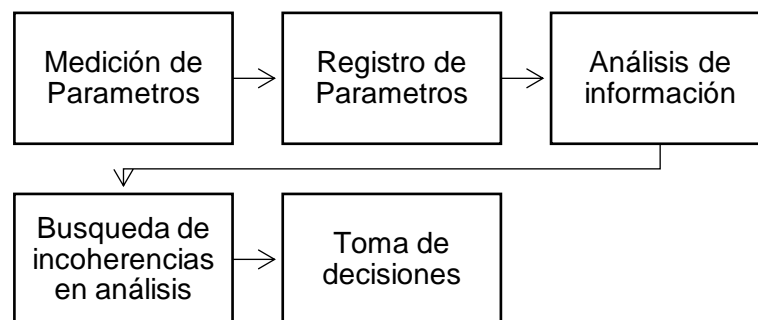 Medición de
Parametros
Registro de
Parametros
Análisis de
información
Busqueda de
incoherencias
en análisis
Toma de
decisiones